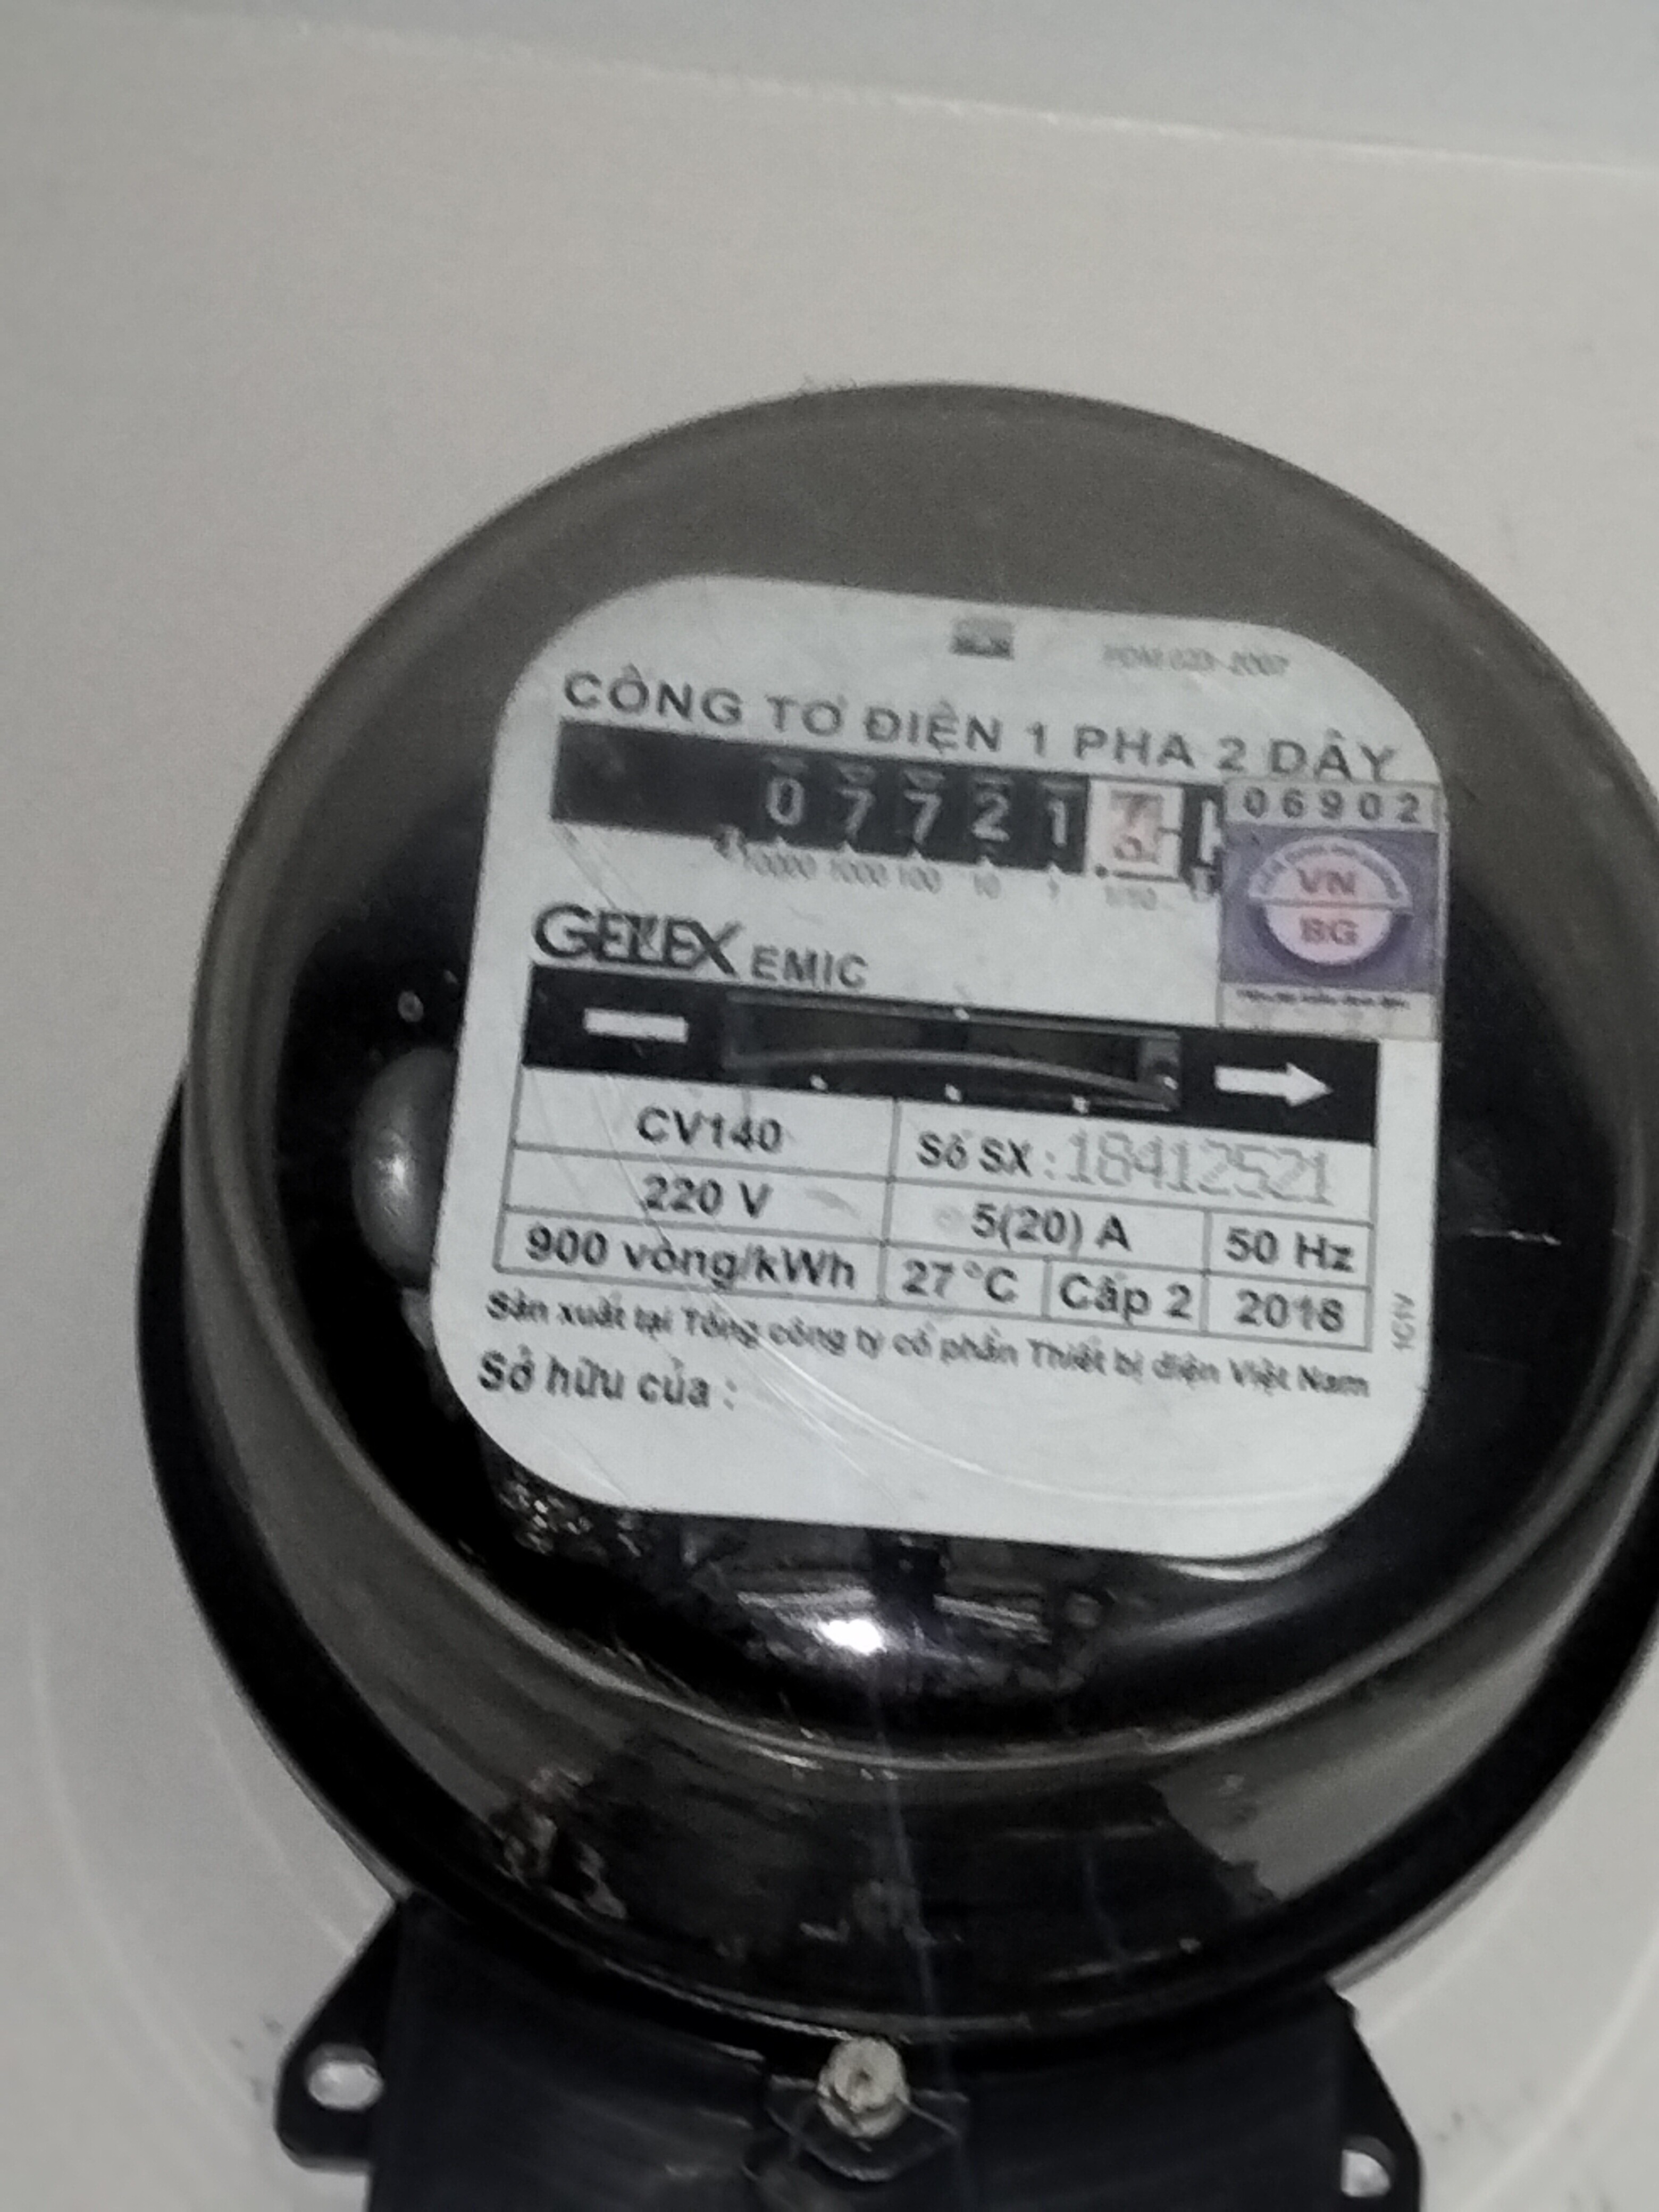 CÔNG TƠ ĐIỆN 1 PHA 2 DÂY
0 7 7 2 1
06902
10000 1000 100 10 1 1/10
VN
BG
GELEX EMIC
CV140
Số SX : 18412521
220 V
5(20) A
50 Hz
900 vòng/kWh
27 °C
Cấp 2
2018
Sản xuất tại Tổng công ty cổ phần Thiết bị điện Việt Nam
Sở hữu của :